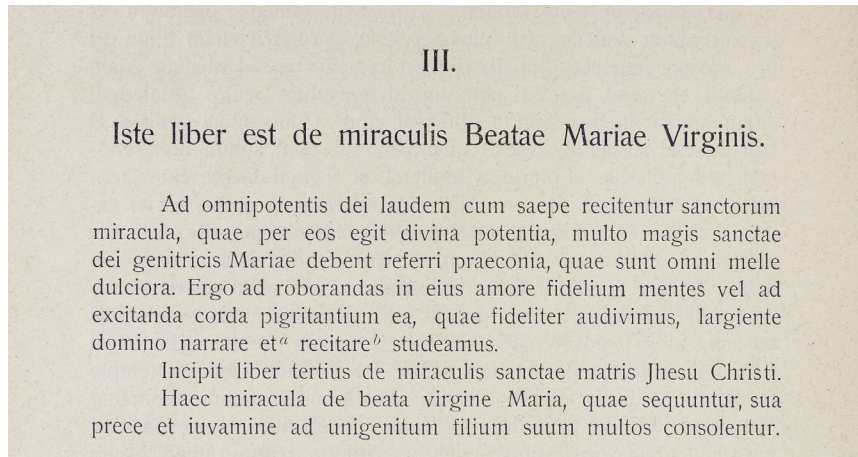 III.
Iste liber est de miraculis Beatae Mariae Virginis.
Ad omnipotentis dei laudem cum saepe recitentur sanctorum
miracula, quae per eos egit divina potentia, multo magis sanctae
dei genitricis Mariae debent referri praeconia, quae sunt omni melle
dulciora. Ergo ad roborandas in eius amore fidelium mentes vel ad
excitanda corda pigritantium ea, quae fideliter audivimus, largiente
domino narrare etᵃ recitareᵇ studeamus.
Incipit liber tertius de miraculis sanctae matris Jhesu Christi.
Haec miracula de beata virgine Maria, quae sequuntur, sua
prece et iuvamine ad unigenitum filium suum multos consolentur.